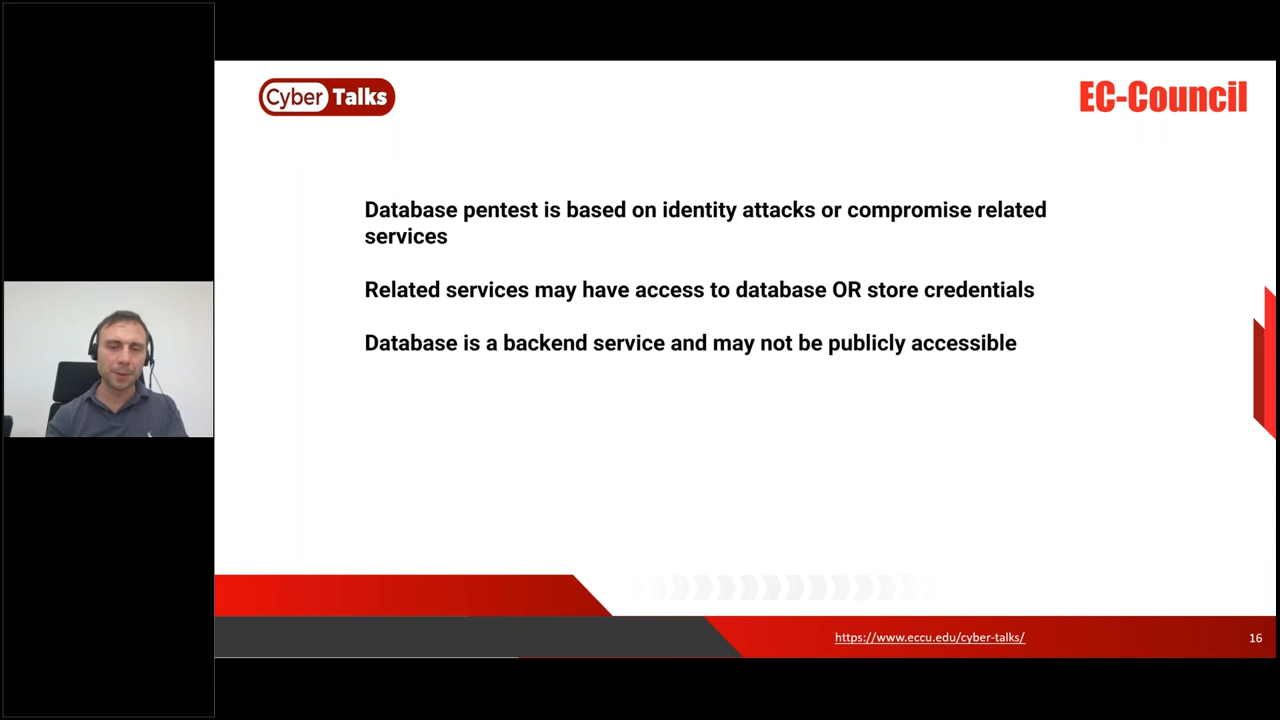 Cyber Talks
EC-Council
Database pentest is based on identity attacks or compromise related
services
Related services may have access to database OR store credentials
Database is a backend service and may not be publicly accessible
https://www.eccu.edu/cyber-talks/
16